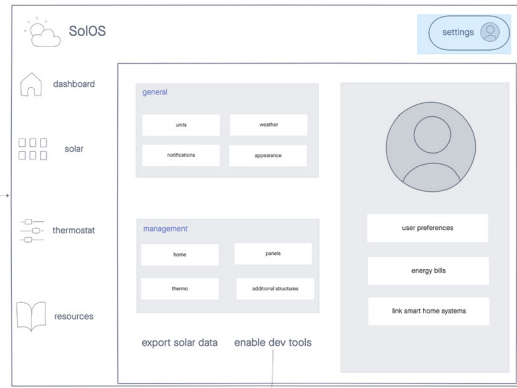 SolOS
settings
dashboard
solar
thermostat
resources
general
units
weather
notifications
appearance
management
home
panels
thermo
additional structures
export solar data
enable dev tools
user preferences
energy bills
link smart home systems